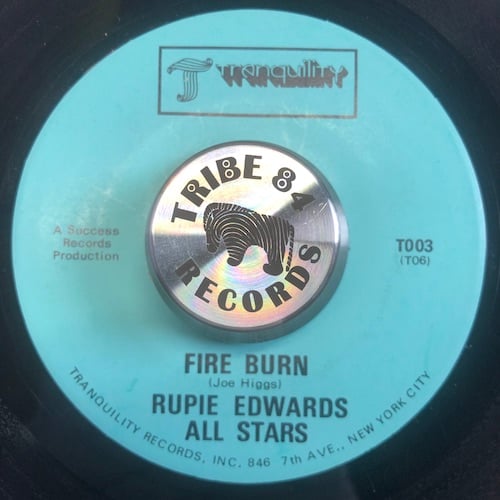 Tranquility
TRIBE 84
RECORDS
A Success
Records
Production
T003
(T06)
FIRE BURN
(Joe Higgs)
RUPIE EDWARDS
ALL STARS
TRANQUILITY RECORDS, INC. 846 7th AVE., NEW YORK CITY